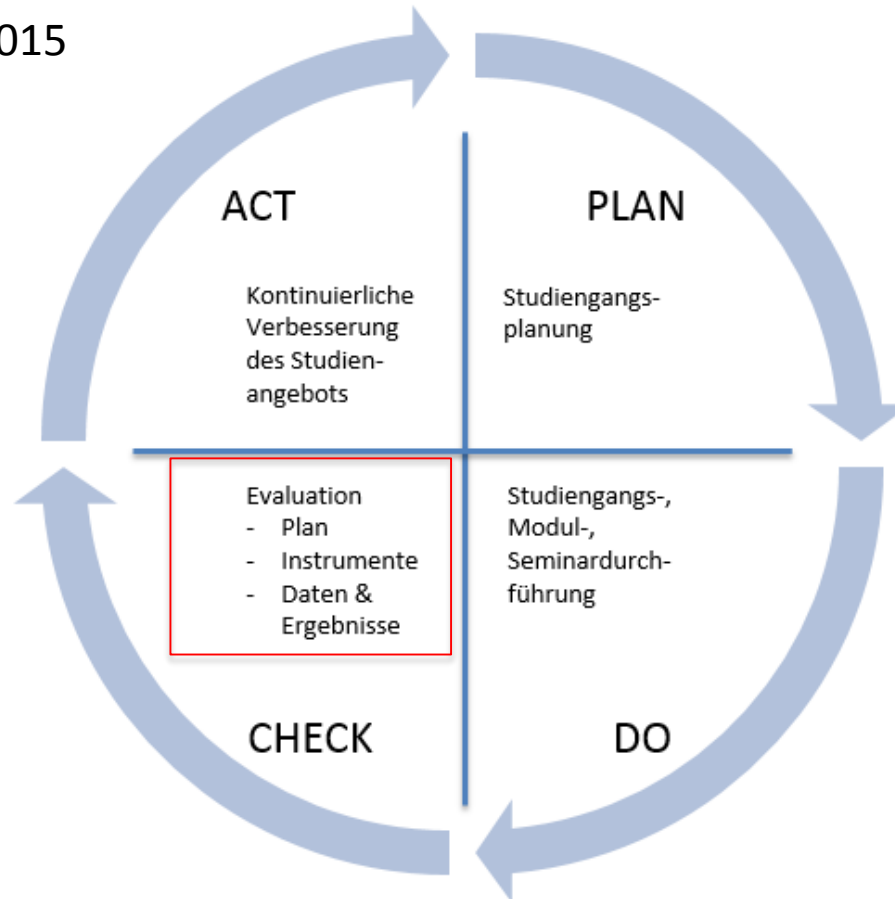 015
ACT
Kontinuierliche
Verbesserung
des Studien-
angebots
PLAN
Studiengangs-
planung
Evaluation
- Plan
- Instrumente
- Daten &
Ergebnisse
CHECK
Studiengangs-,
Modul-,
Seminardurch-
führung
DO